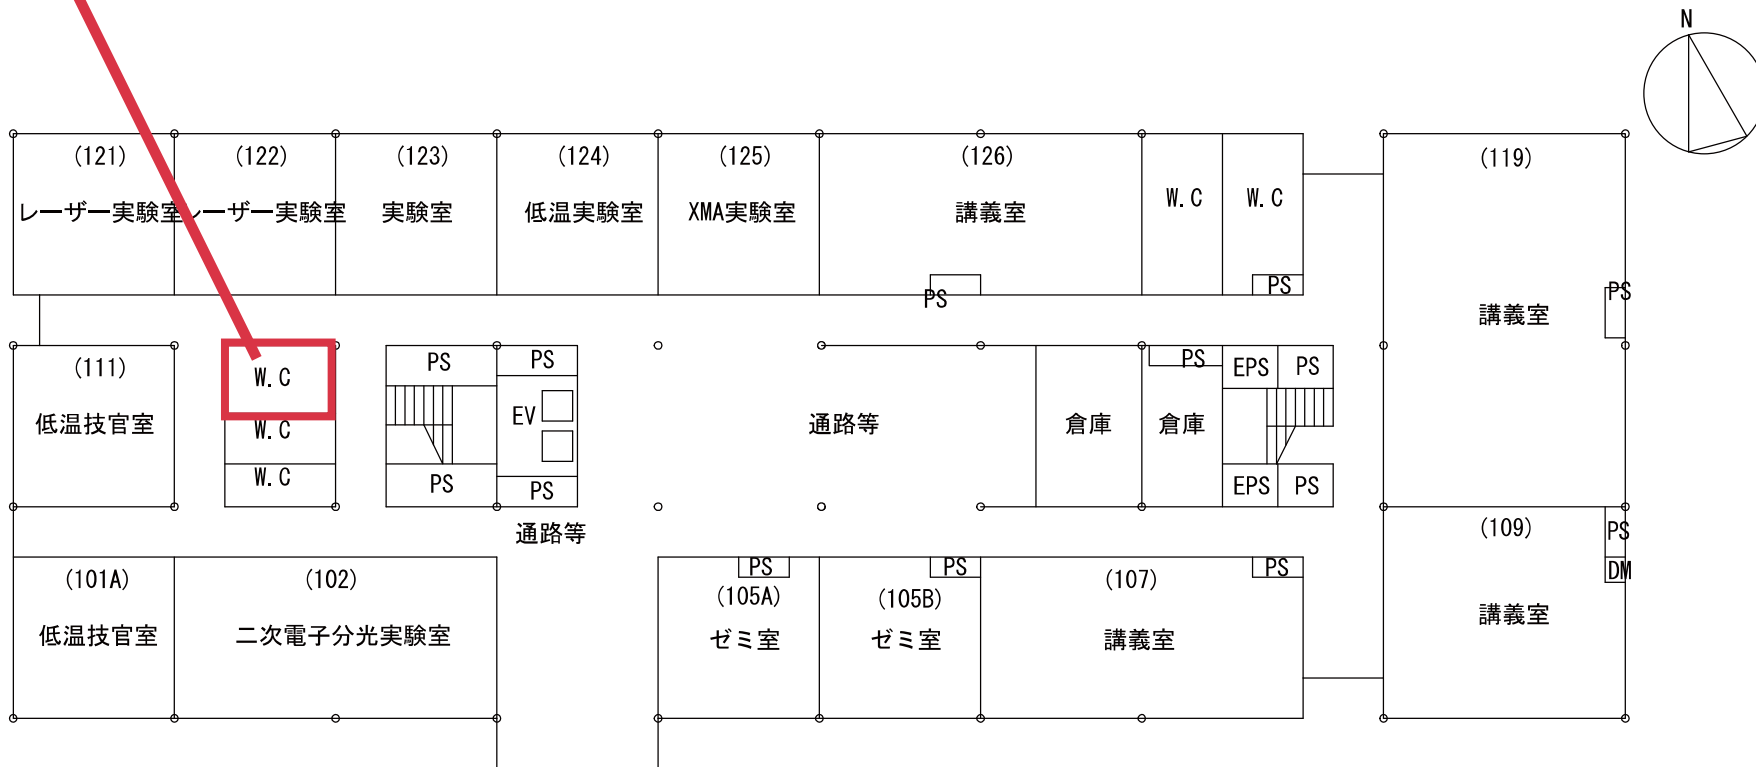 N
(121)
(122)
(123)
(124)
(125)
(126)
(119)
レーザー実験室
レーザー実験室
実験室
低温実験室
XMA実験室
講義室
W.C
W.C
PS
PS
PS
講義室
(111)
低温技官室
W.C
W.C
W.C
PS
PS
PS
EV
PS
通路等
通路等
倉庫
PS
倉庫
EPS
PS
EPS
PS
(101A)
低温技官室
(102)
二次電子分光実験室
PS
(105A)
ゼミ室
PS
(105B)
ゼミ室
PS
(107)
講義室
(109)
講義室
PS
DM